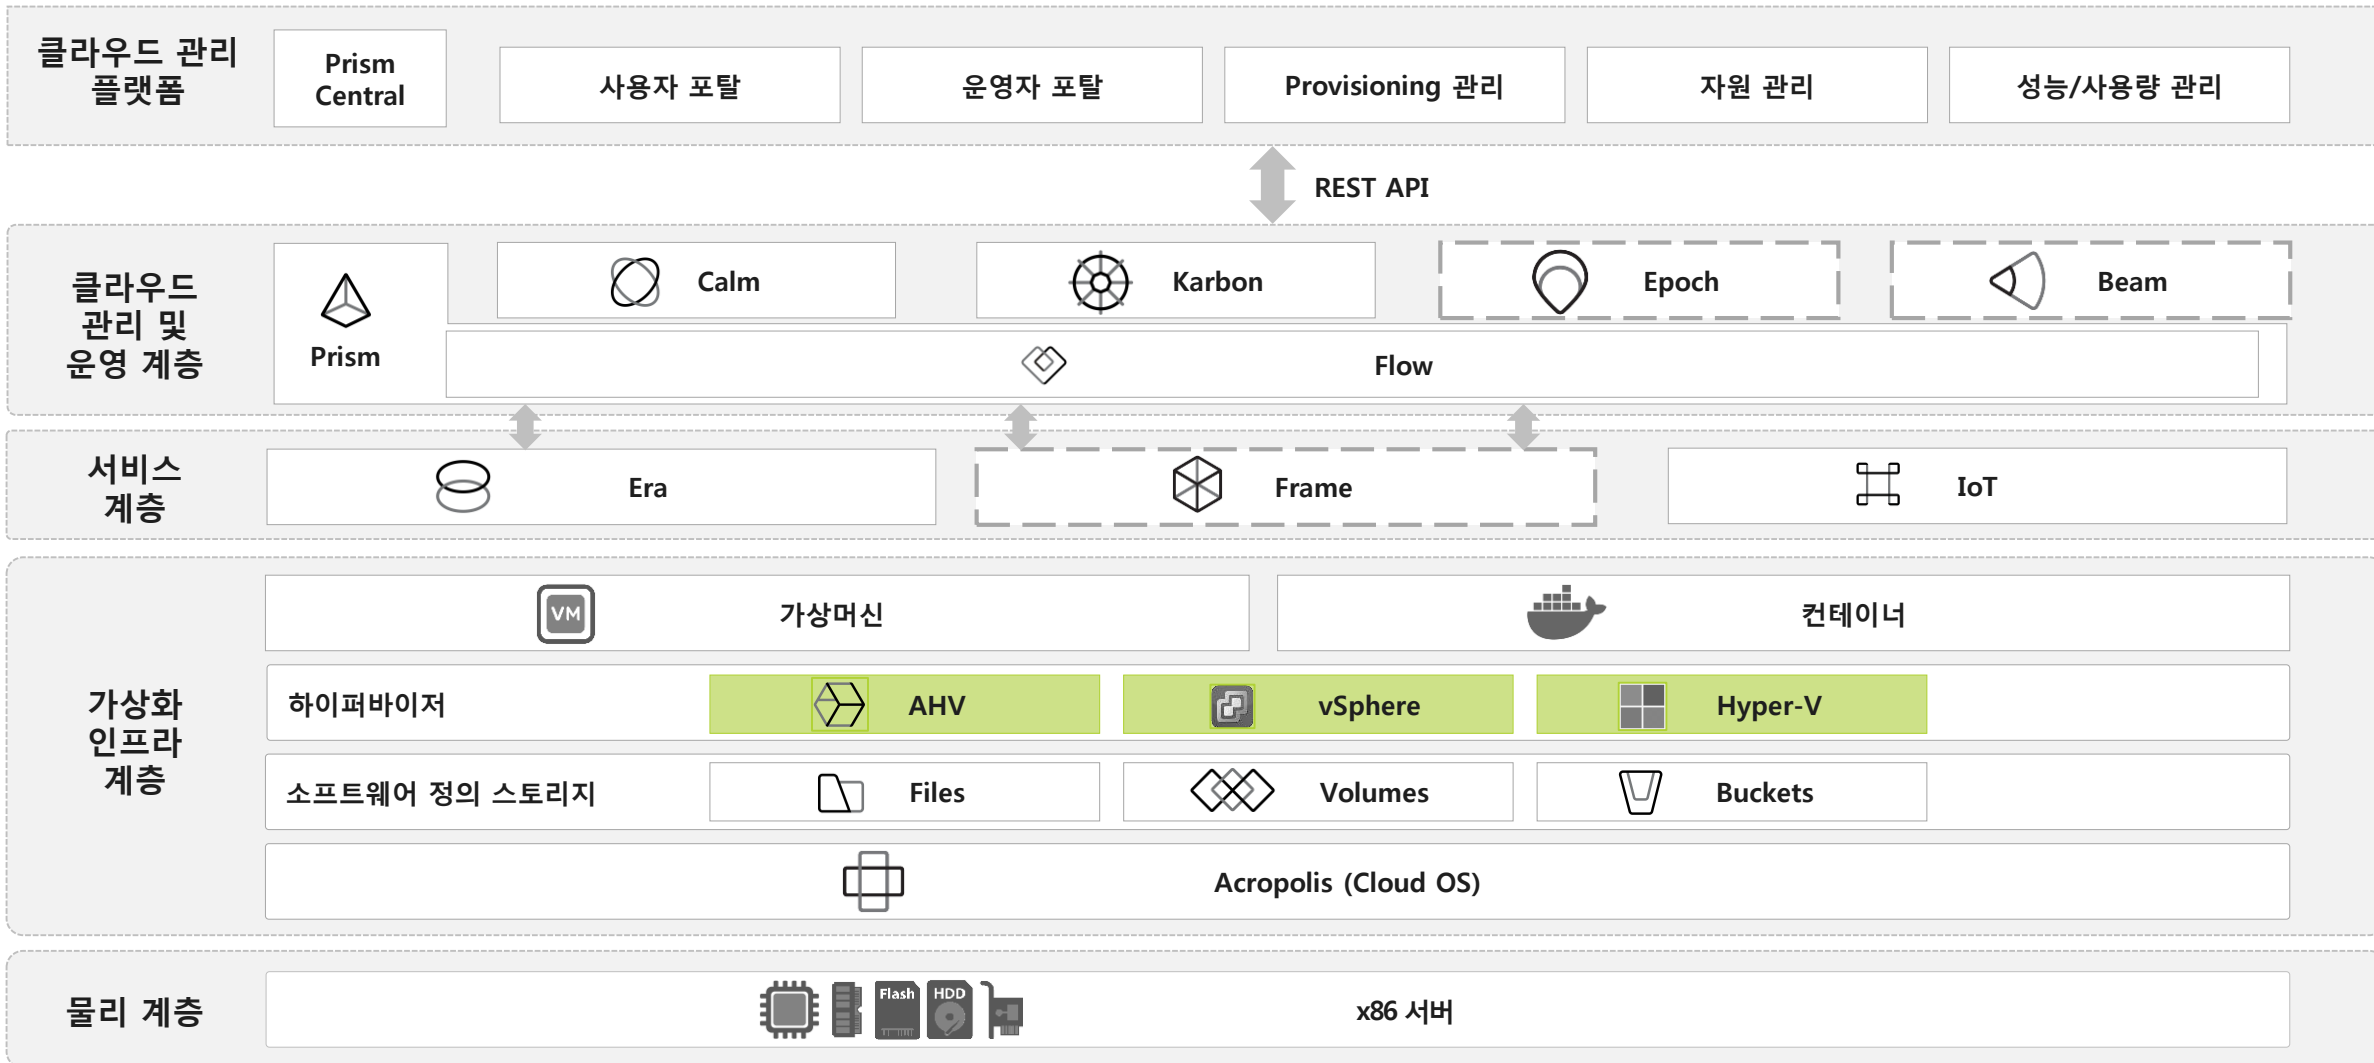 클라우드 관리
플랫폼
Prism
Central
사용자 포탈
운영자 포탈
Provisioning 관리
자원 관리
성능/사용량 관리
REST API
클라우드
관리 및
운영 계층
Prism
Calm
Karbon
Epoch
Beam
Flow
서비스
계층
Era
Frame
IoT
가상화
인프라
계층
VM
가상머신
컨테이너
하이퍼바이저
AHV
vSphere
Hyper-V
소프트웨어 정의 스토리지
Files
Volumes
Buckets
Acropolis (Cloud OS)
물리 계층
Flash
HDD
x86 서버